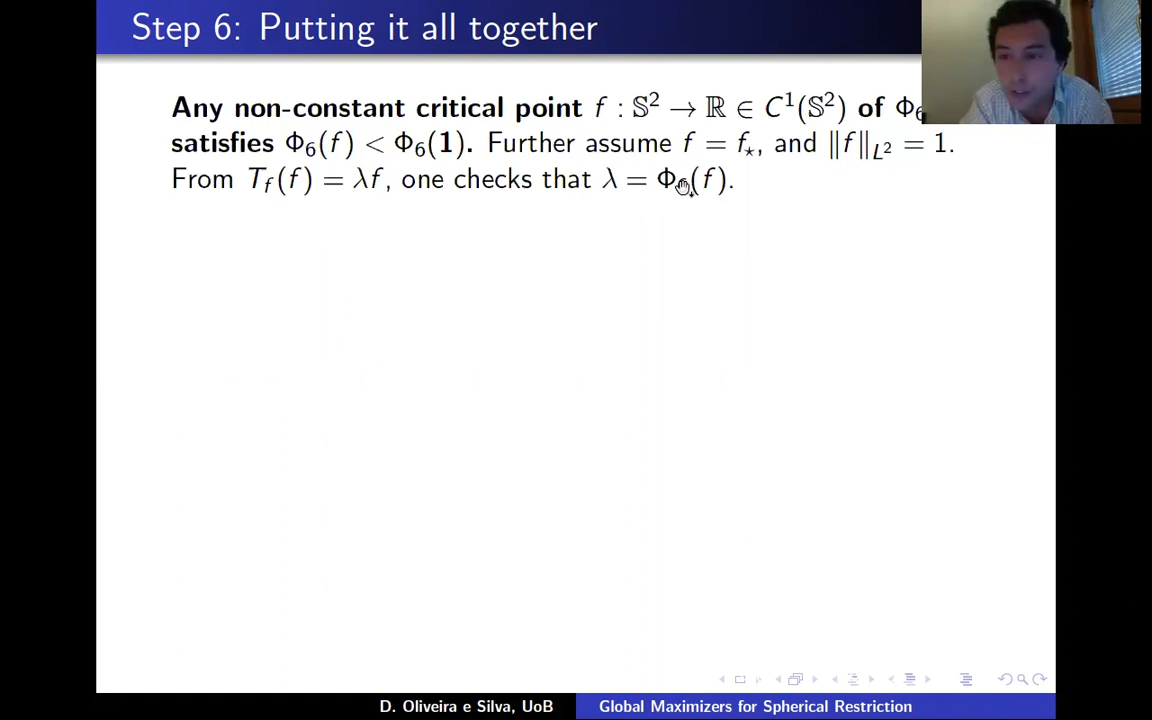 Step 6: Putting it all together
Any non-constant critical point f : 𝕊² → ℝ ∈ C¹(𝕊²) of Φ₆
satisfies Φ₆(f) < Φ₆(1). Further assume f = f⋆, and ‖f‖_{L²} = 1.
From T_f(f) = λf, one checks that λ = Φ₆(f).
D. Oliveira e Silva, UoB
Global Maximizers for Spherical Restriction